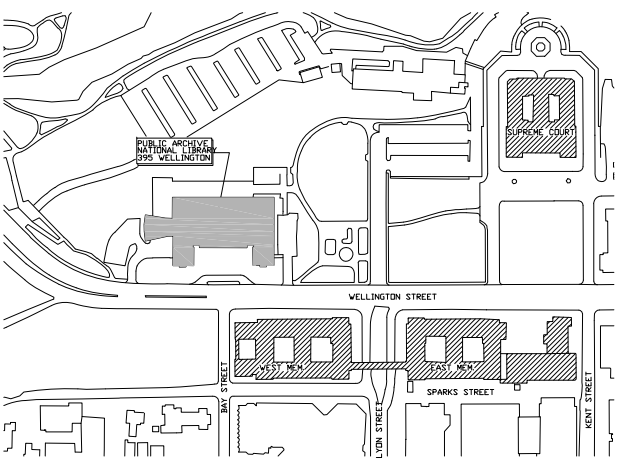 SUPREME COURT
PUBLIC ARCHIVE
NATIONAL LIBRARY
395 WELLINGTON
WELLINGTON STREET
WEST MEM.
EAST MEM.
SPARKS STREET
BAY STREET
LYON STREET
KENT STREET